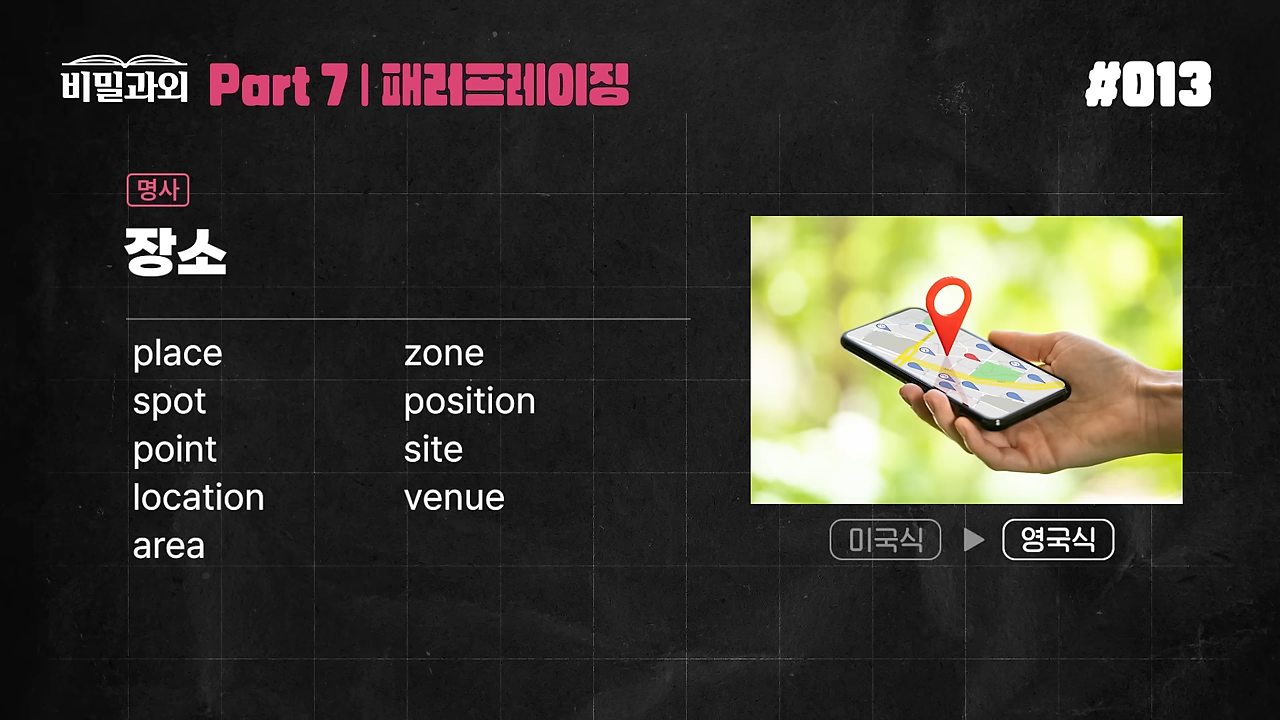 비밀과외 Part 7 | 패러프레이징
#013
명사
장소
place
spot
point
location
area
zone
position
site
venue
미국식 ▶ 영국식